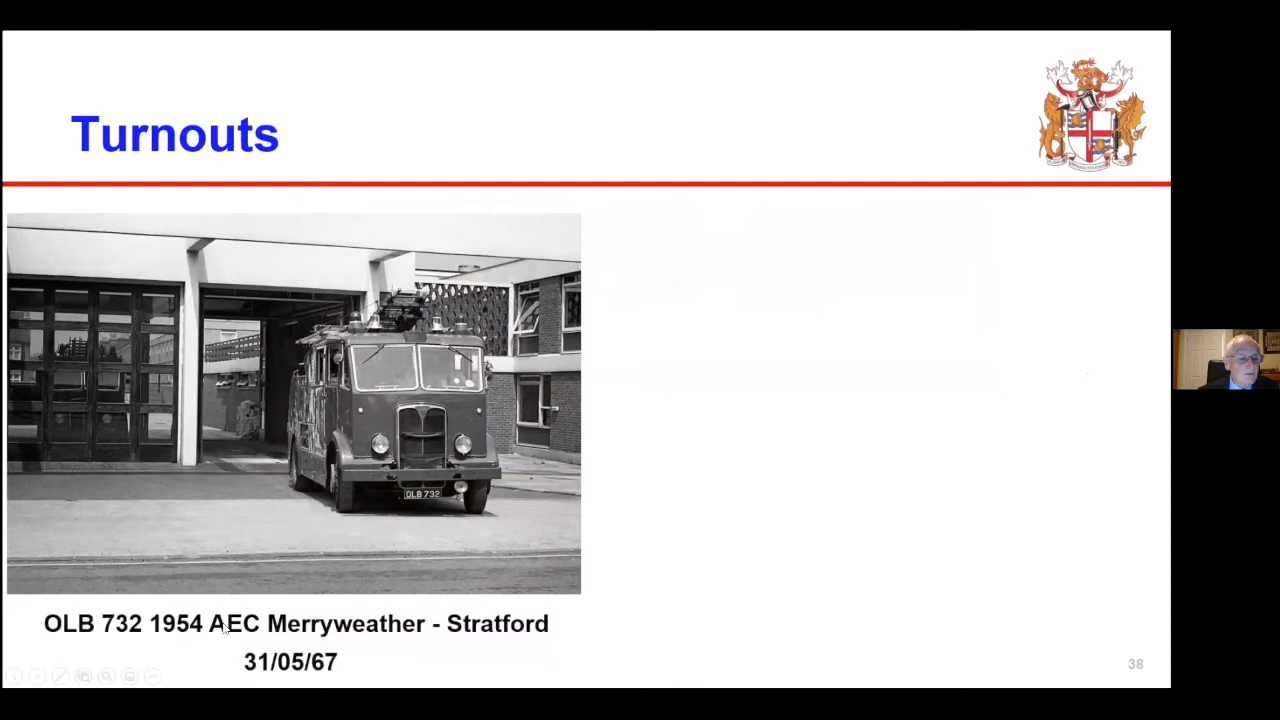 Turnouts
OLB 732
OLB 732 1954 AEC Merryweather - Stratford
31/05/67
38